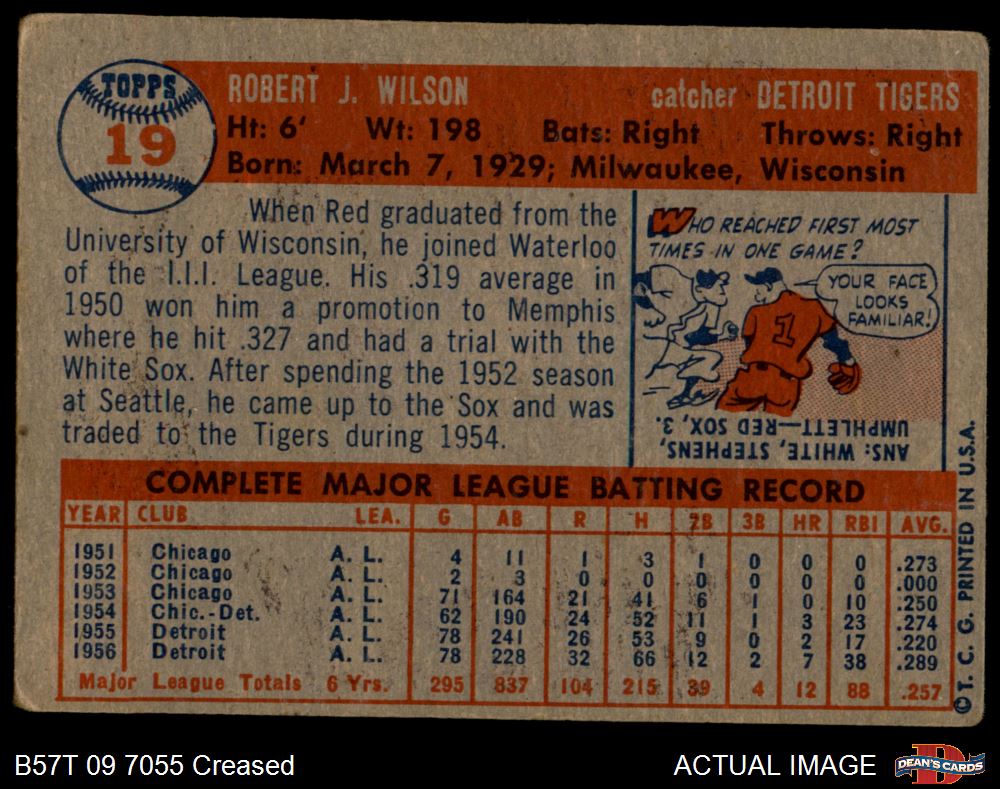 TOPPS
19
ROBERT J. WILSON catcher DETROIT TIGERS
Ht: 6' Wt: 198 Bats: Right Throws: Right
Born: March 7, 1929; Milwaukee, Wisconsin
When Red graduated from the
University of Wisconsin, he joined Waterloo
of the I.I.I. League. His .319 average in
1950 won him a promotion to Memphis
where he hit .327 and had a trial with the
White Sox. After spending the 1952 season
at Seattle, he came up to the Sox and was
traded to the Tigers during 1954.
WHO REACHED FIRST MOST
TIMES IN ONE GAME?
YOUR FACE
LOOKS
FAMILIAR!
1
ANS: WHITE, STEPHENS,
UMPHLETT—RED SOX, 3.
COMPLETE MAJOR LEAGUE BATTING RECORD
YEAR CLUB LEA. G AB R H 2B 3B HR RBI AVG.
1951 Chicago A. L. 4 11 1 3 1 0 0 0 .273
1952 Chicago A. L. 2 3 0 0 0 0 0 0 .000
1953 Chicago A. L. 71 164 21 41 6 1 0 10 .250
1954 Chic.-Det. A. L. 62 190 24 52 11 1 3 23 .274
1955 Detroit A. L. 78 241 26 53 9 0 2 17 .220
1956 Detroit A. L. 78 228 32 66 12 2 7 38 .289
Major League Totals 6 Yrs. 295 837 104 215 39 4 12 88 .257
©T. C. G. PRINTED IN U.S.A.
B57T 09 7055 Creased
ACTUAL IMAGE
D
DEAN'S CARDS